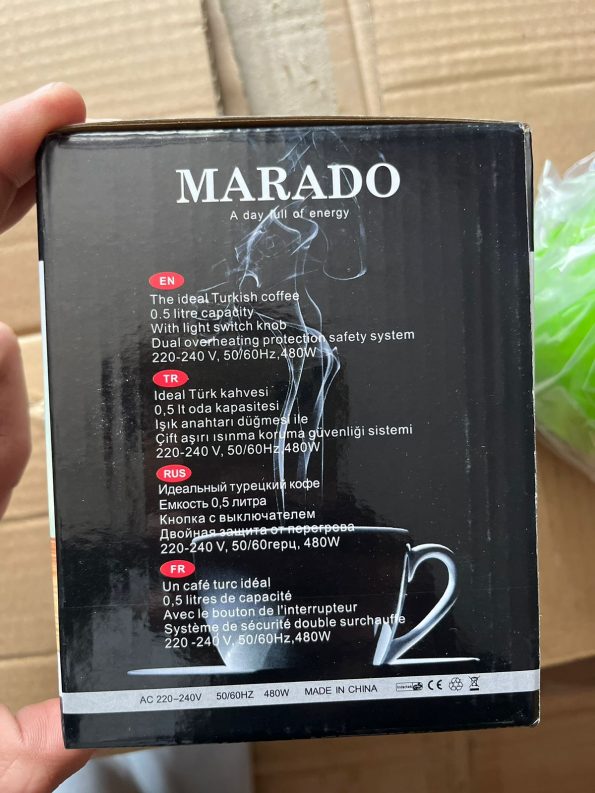 MARADO
A day full of energy
EN
The ideal Turkish coffee
0.5 litre capacity
With light switch knob
Dual overheating protection safety system
220-240 V, 50/60Hz,480W
TR
Ideal Türk kahvesi
0,5 lt oda kapasitesi
Işık anahtarı düğmesi ile
Çift aşırı ısınma koruma güvenliği sistemi
220-240 V, 50/60Hz,480W
RUS
Идеальный турецкий кофе
Емкость 0,5 литра
Кнопка с выключателем
Двойная защита от перегрева
220-240 V, 50/60герц, 480W
FR
Un café turc idéal
0,5 litres de capacité
Avec le bouton de l'interrupteur
Système de sécurité double surchauffe
220 -240 V, 50/60Hz,480W
AC 220–240V 50/60HZ 480W MADE IN CHINA CE